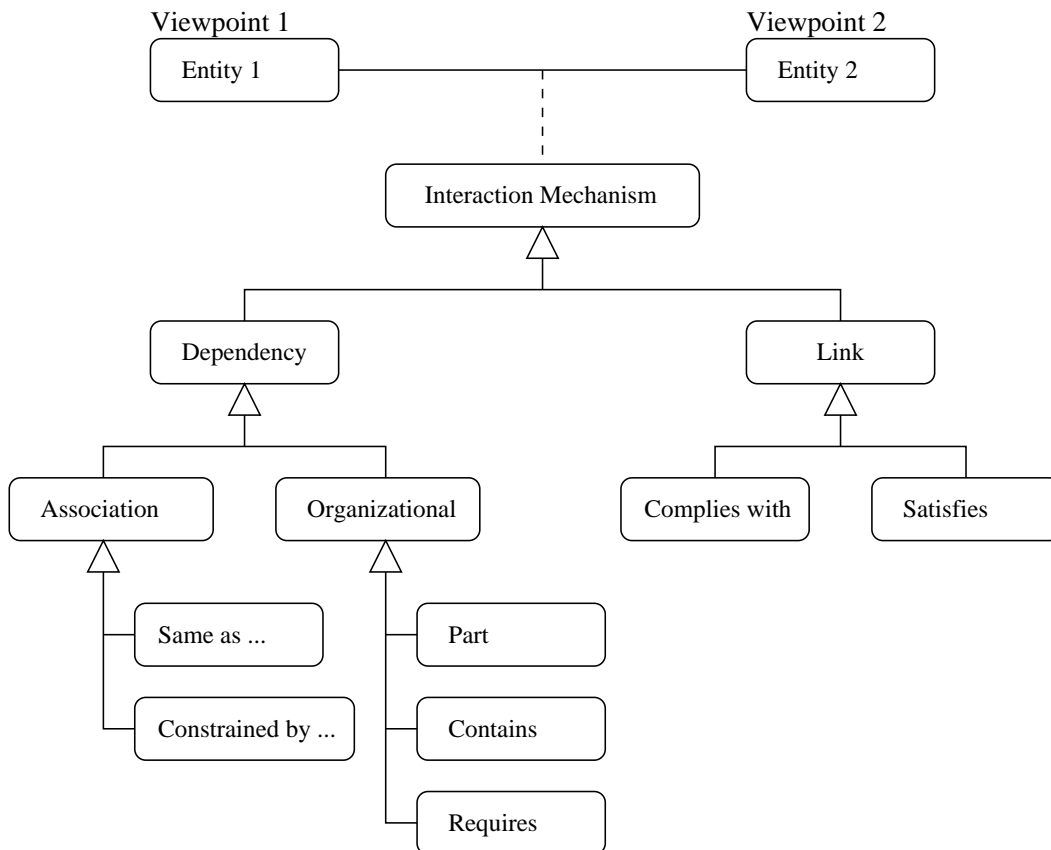 Viewpoint 1
Viewpoint 2
Entity 1
Entity 2
Interaction Mechanism
Dependency
Link
Association
Organizational
Complies with
Satisfies
Same as ...
Part
Constrained by ...
Contains
Requires